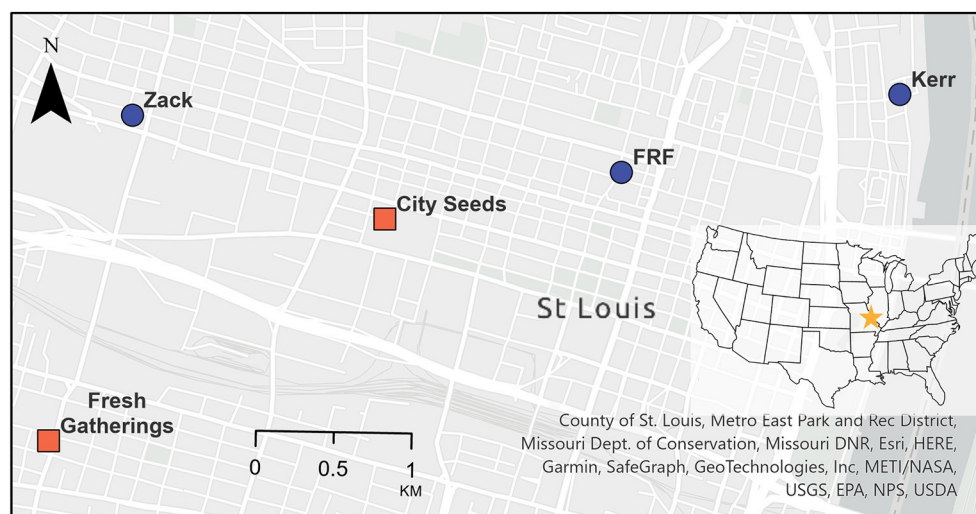 N
Zack
Kerr
FRF
City Seeds
St Louis
Fresh
Gatherings
0 0.5 1
KM
County of St. Louis, Metro East Park and Rec District,
Missouri Dept. of Conservation, Missouri DNR, Esri, HERE,
Garmin, SafeGraph, GeoTechnologies, Inc, METI/NASA,
USGS, EPA, NPS, USDA